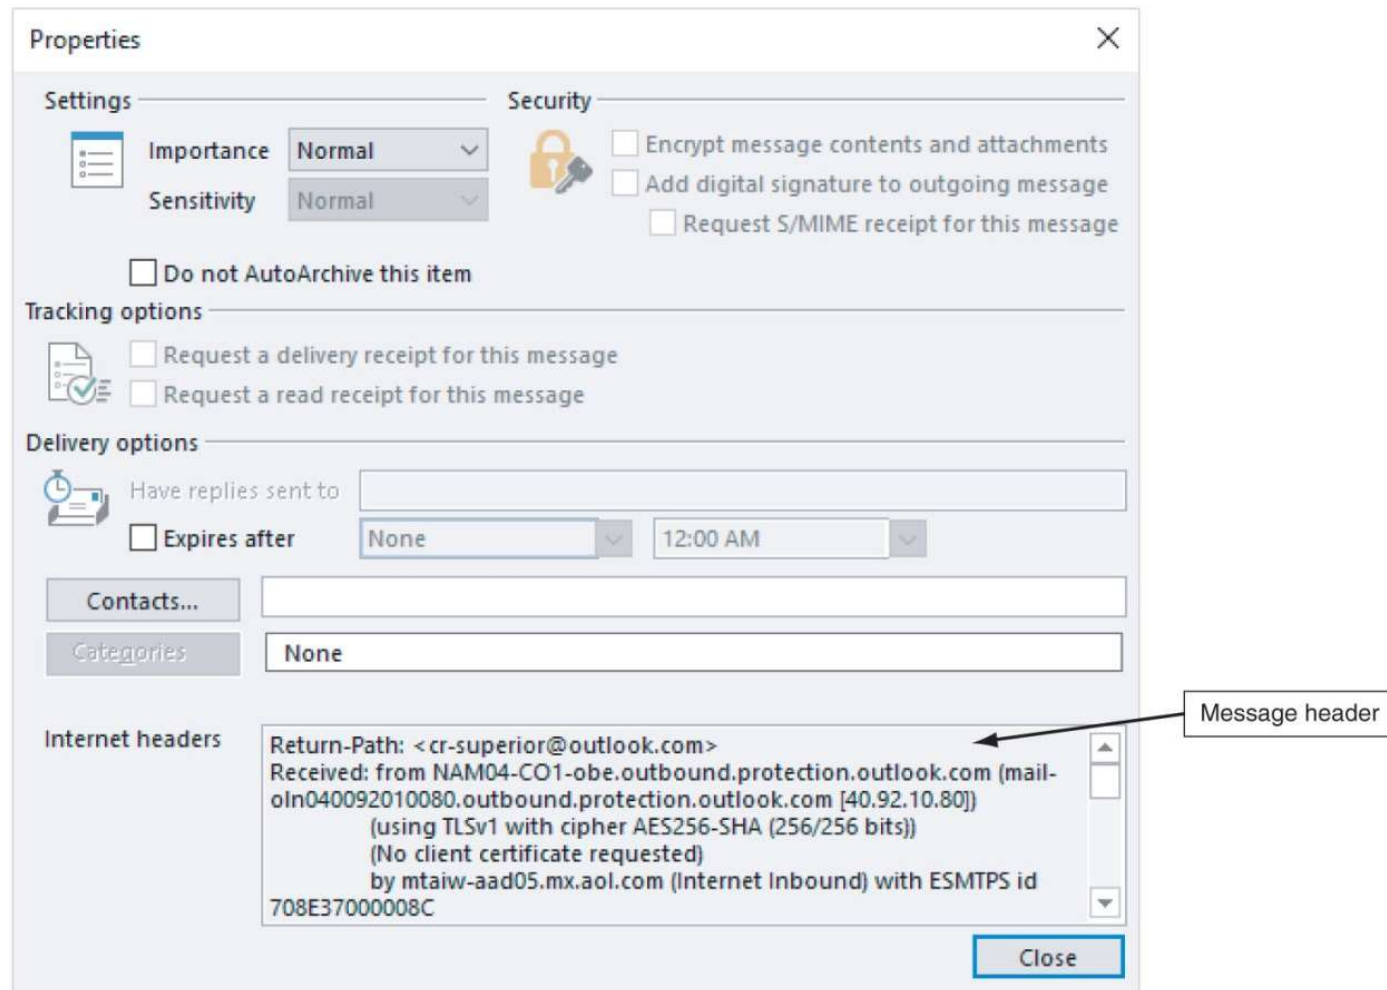 Properties
Settings
Security
Importance Normal
Encrypt message contents and attachments
Sensitivity Normal
Add digital signature to outgoing message
Request S/MIME receipt for this message
Do not AutoArchive this item
Tracking options
Request a delivery receipt for this message
Request a read receipt for this message
Delivery options
Have replies sent to
Expires after None 12:00 AM
Contacts...
Categories None
Message header
Internet headers
Return-Path: <cr-superior@outlook.com>
Received: from NAM04-CO1-obe.outbound.protection.outlook.com (mail-
oln040092010080.outbound.protection.outlook.com [40.92.10.80])
(using TLSv1 with cipher AES256-SHA (256/256 bits))
(No client certificate requested)
by mtaiw-aad05.mx.aol.com (Internet Inbound) with ESMTPS id
708E37000008C
Close